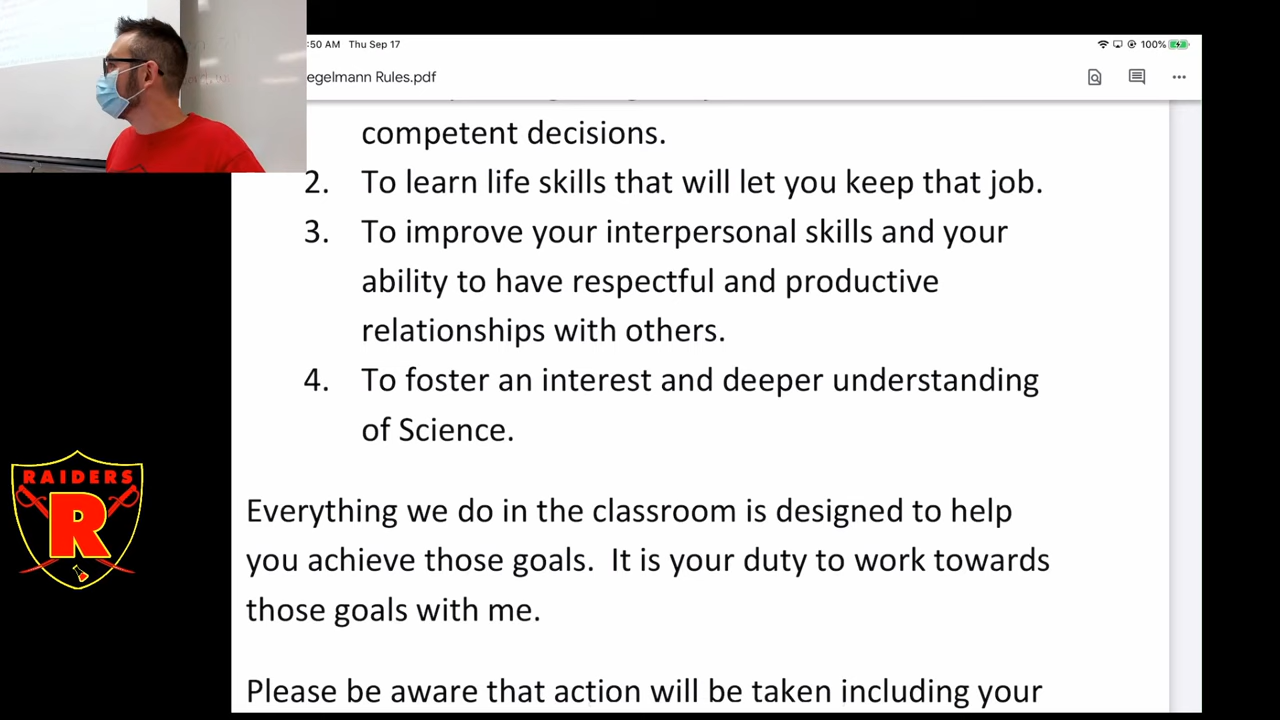 :50 AM Thu Sep 17
100%
egelmann Rules.pdf
competent decisions.
2. To learn life skills that will let you keep that job.
3. To improve your interpersonal skills and your
ability to have respectful and productive
relationships with others.
4. To foster an interest and deeper understanding
of Science.
Everything we do in the classroom is designed to help
you achieve those goals. It is your duty to work towards
those goals with me.
Please be aware that action will be taken including your
RAIDERS
R